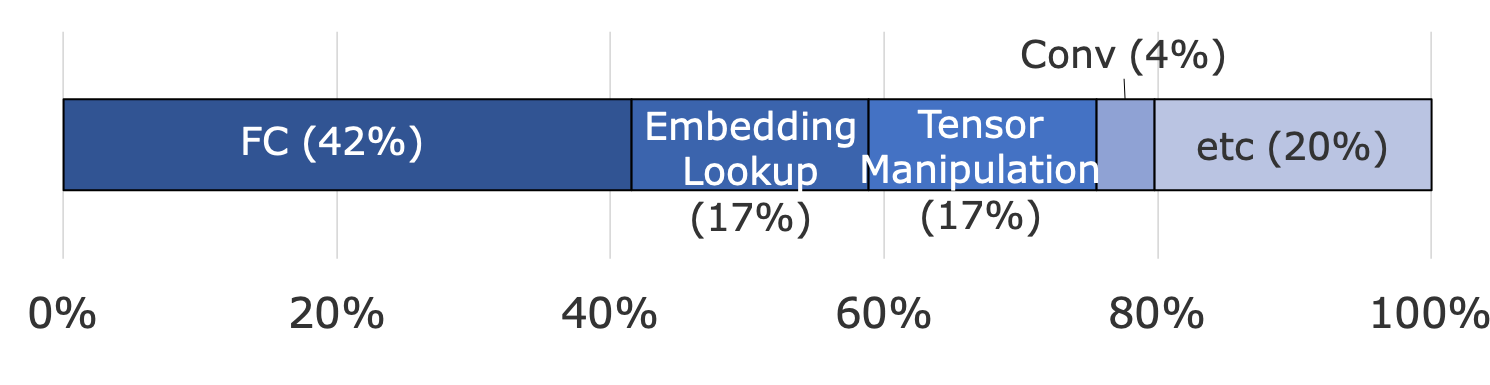 Conv (4%)
FC (42%)
Embedding
Lookup
(17%)
Tensor
Manipulation
(17%)
etc (20%)
0%
20%
40%
60%
80%
100%